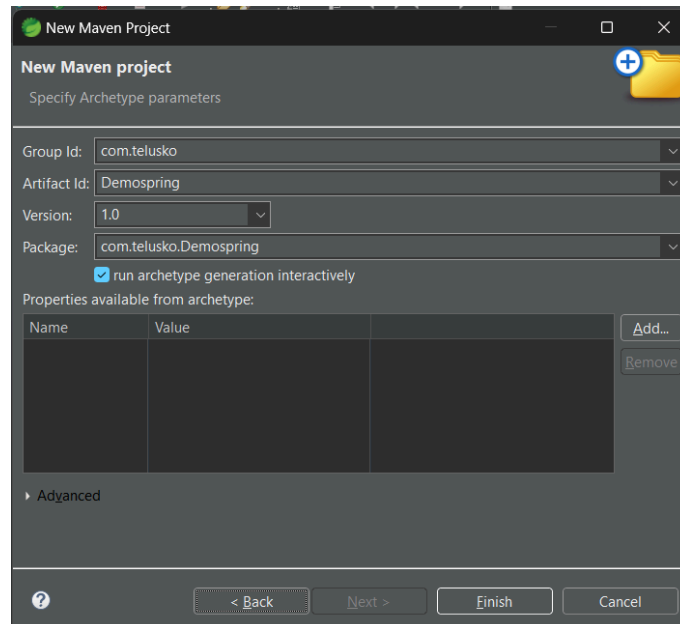 New Maven Project
New Maven project
Specify Archetype parameters
Group Id: com.telusko
Artifact Id: Demospring
Version: 1.0
Package: com.telusko.Demospring
run archetype generation interactively
Properties available from archetype:
Name Value
Add...
Remove
Advanced
? < Back Next > Finish Cancel